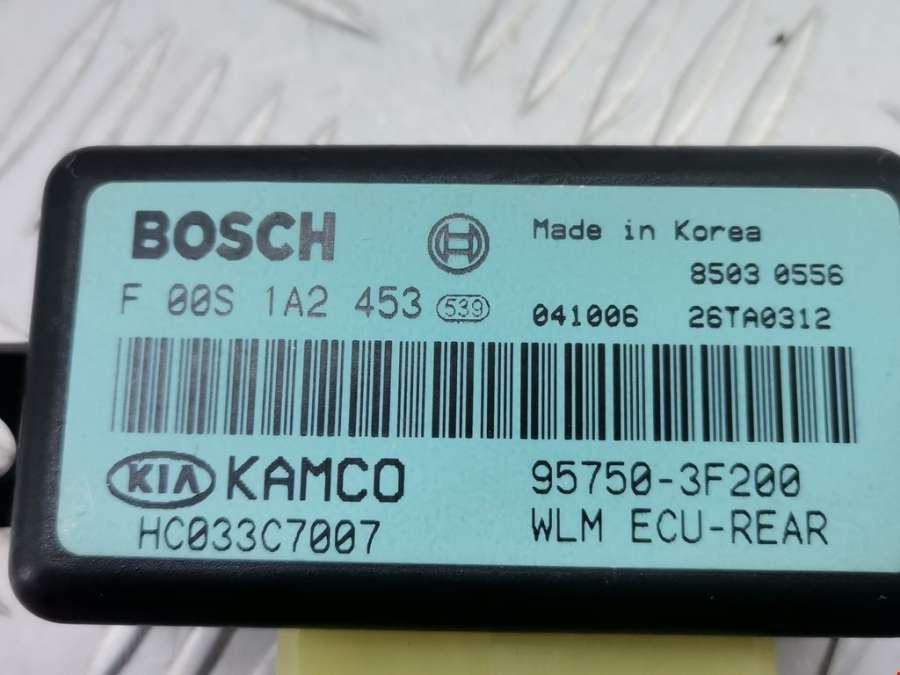 BOSCH
Made in Korea
8503 0556
F 00S 1A2 453 539
041006 26TA0312
KIA KAMCO
95750-3F200
HC033C7007
WLM ECU-REAR